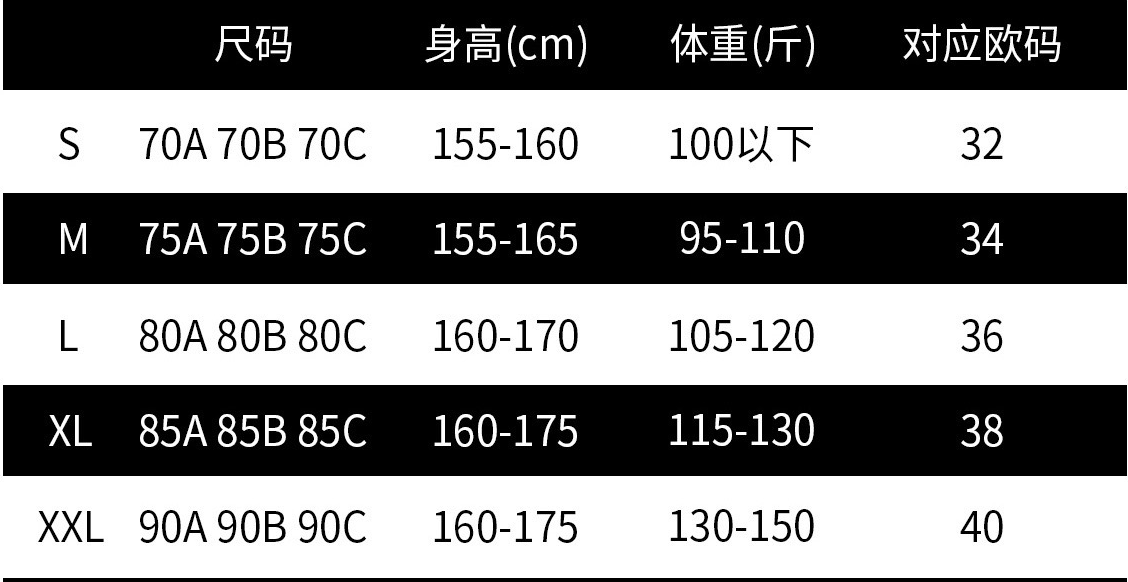 尺码 身高(cm) 体重(斤) 对应欧码
S 70A 70B 70C 155-160 100以下 32
M 75A 75B 75C 155-165 95-110 34
L 80A 80B 80C 160-170 105-120 36
XL 85A 85B 85C 160-175 115-130 38
XXL 90A 90B 90C 160-175 130-150 40